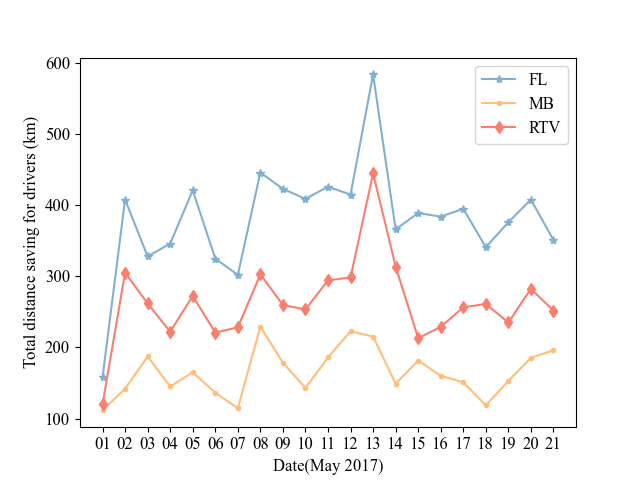 Total distance saving for drivers (km)
600
500
400
300
200
100
FL
MB
RTV
01 02 03 04 05 06 07 08 09 10 11 12 13 14 15 16 17 18 19 20 21
Date(May 2017)